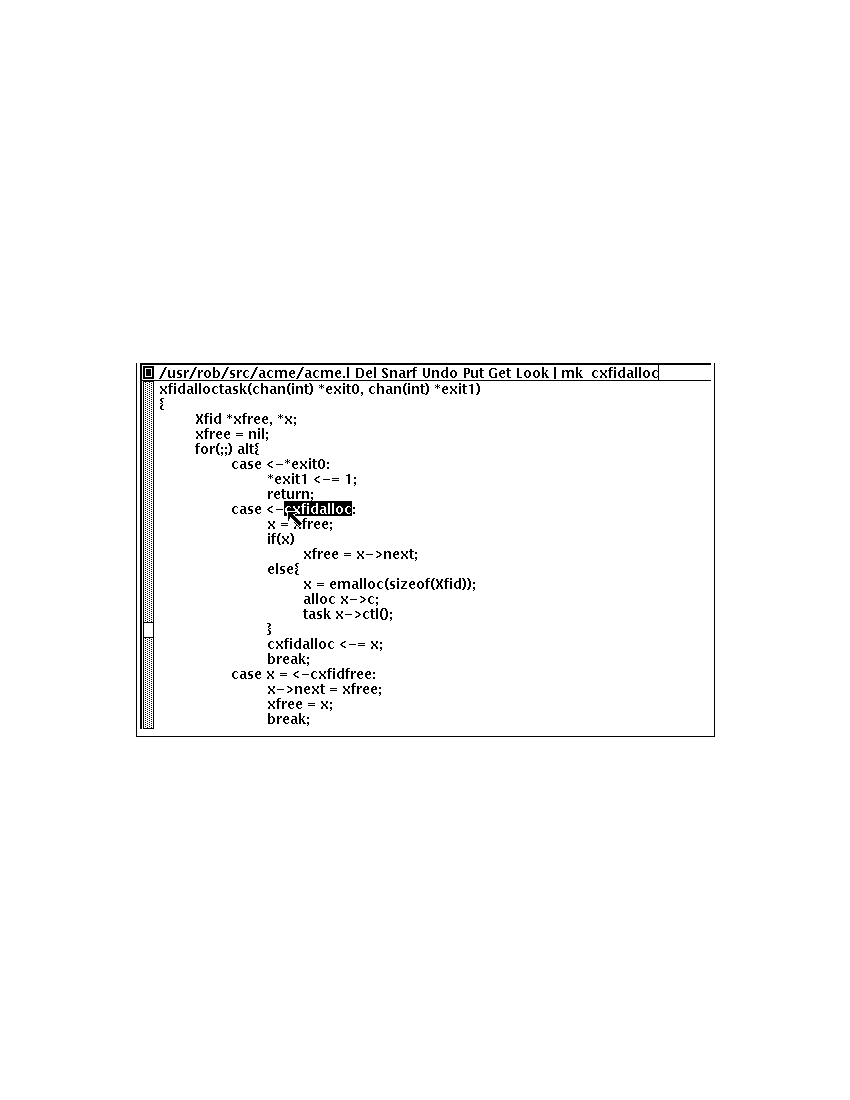 /usr/rob/src/acme/acme.l Del Snarf Undo Put Get Look | mk cxfidalloc
xfidalloctask(chan(int) *exit0, chan(int) *exit1)
{
Xfid *xfree, *x;
xfree = nil;
for(;;) alt{
case <-*exit0:
*exit1 <-= 1;
return;
case <-cxfidalloc:
x = xfree;
if(x)
xfree = x->next;
else{
x = emalloc(sizeof(Xfid));
alloc x->c;
task x->ctl();
}
cxfidalloc <-= x;
break;
case x = <-cxfidfree:
x->next = xfree;
xfree = x;
break;